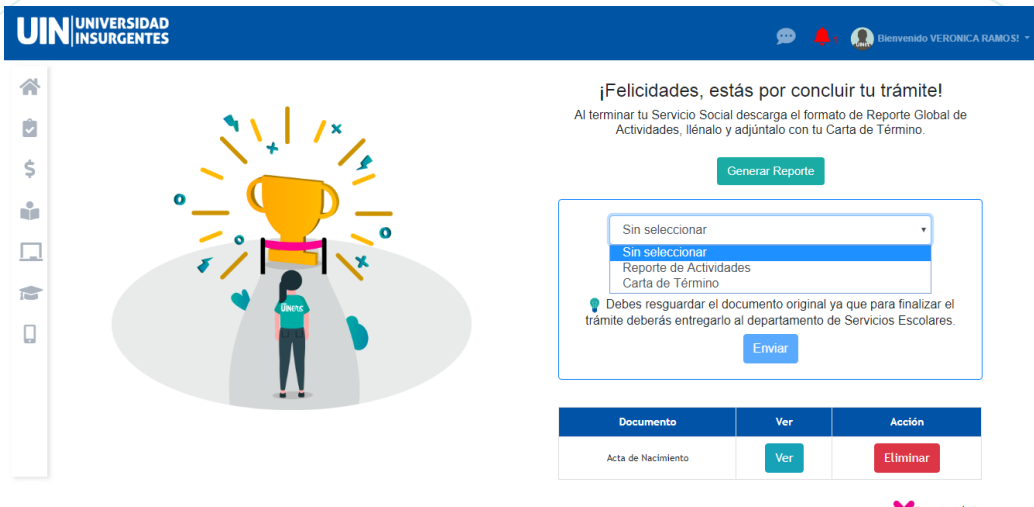 UIN UNIVERSIDAD
INSURGENTES
Bienvenido VERONICA RAMOS!
¡Felicidades, estás por concluir tu trámite!
Al terminar tu Servicio Social descarga el formato de Reporte Global de
Actividades, llénalo y adjúntalo con tu Carta de Término.
Generar Reporte
Sin seleccionar
Sin seleccionar
Reporte de Actividades
Carta de Término
Debes resguardar el documento original ya que para finalizar el
trámite deberás entregarlo al departamento de Servicios Escolares.
Enviar
UINERS
Documento Ver Acción
Acta de Nacimiento Ver Eliminar